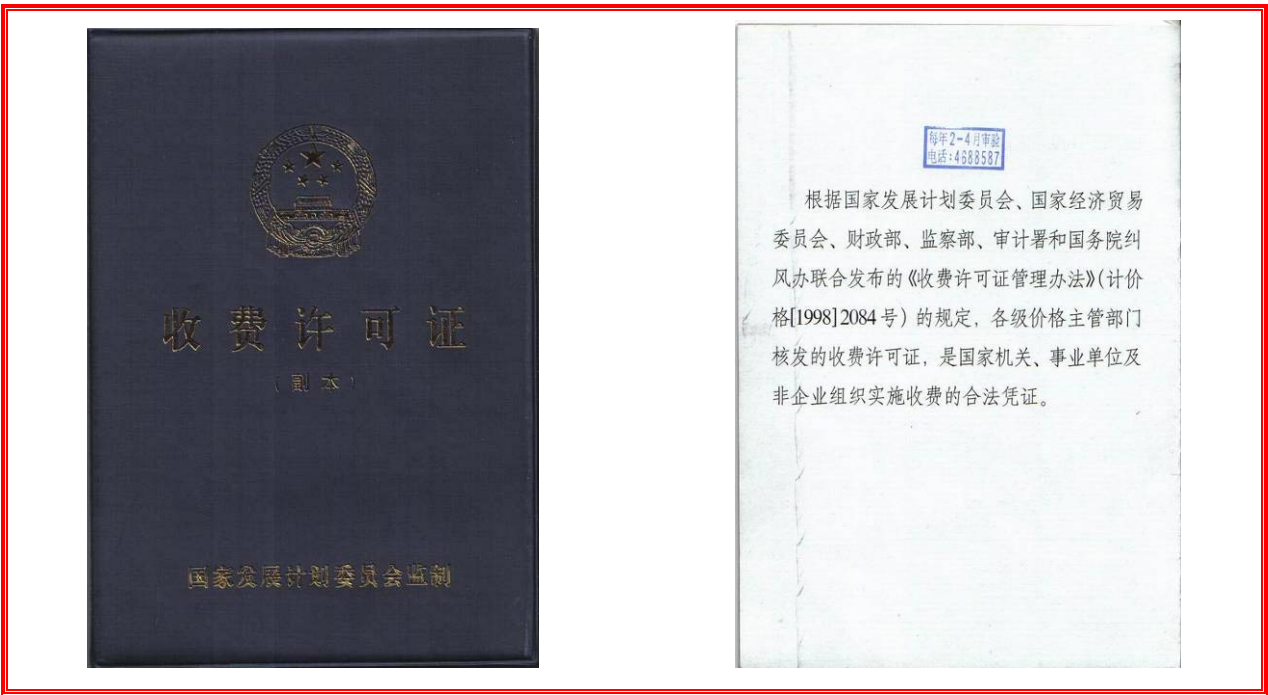 收费许可证
（副本）
国家发展计划委员会监制
每年2-4月审验
电话:4688587
根据国家发展计划委员会、国家经济贸易
委员会、财政部、监察部、审计署和国务院纠
风办联合发布的《收费许可证管理办法》（计价
格[1998]2084号）的规定，各级价格主管部门
核发的收费许可证，是国家机关、事业单位及
非企业组织实施收费的合法凭证。